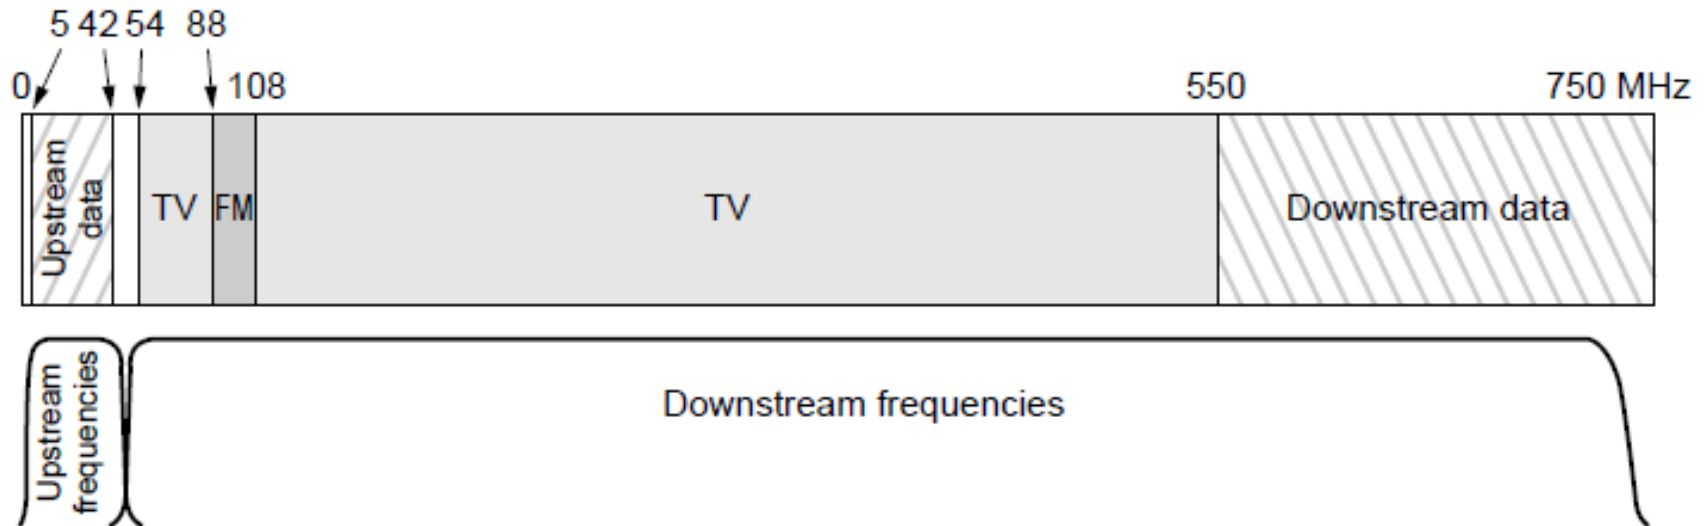 5 42 54 88
0 108 550 750 MHz
Upstream
data
TV
FM
TV
Downstream data
Upstream
frequencies
Downstream frequencies